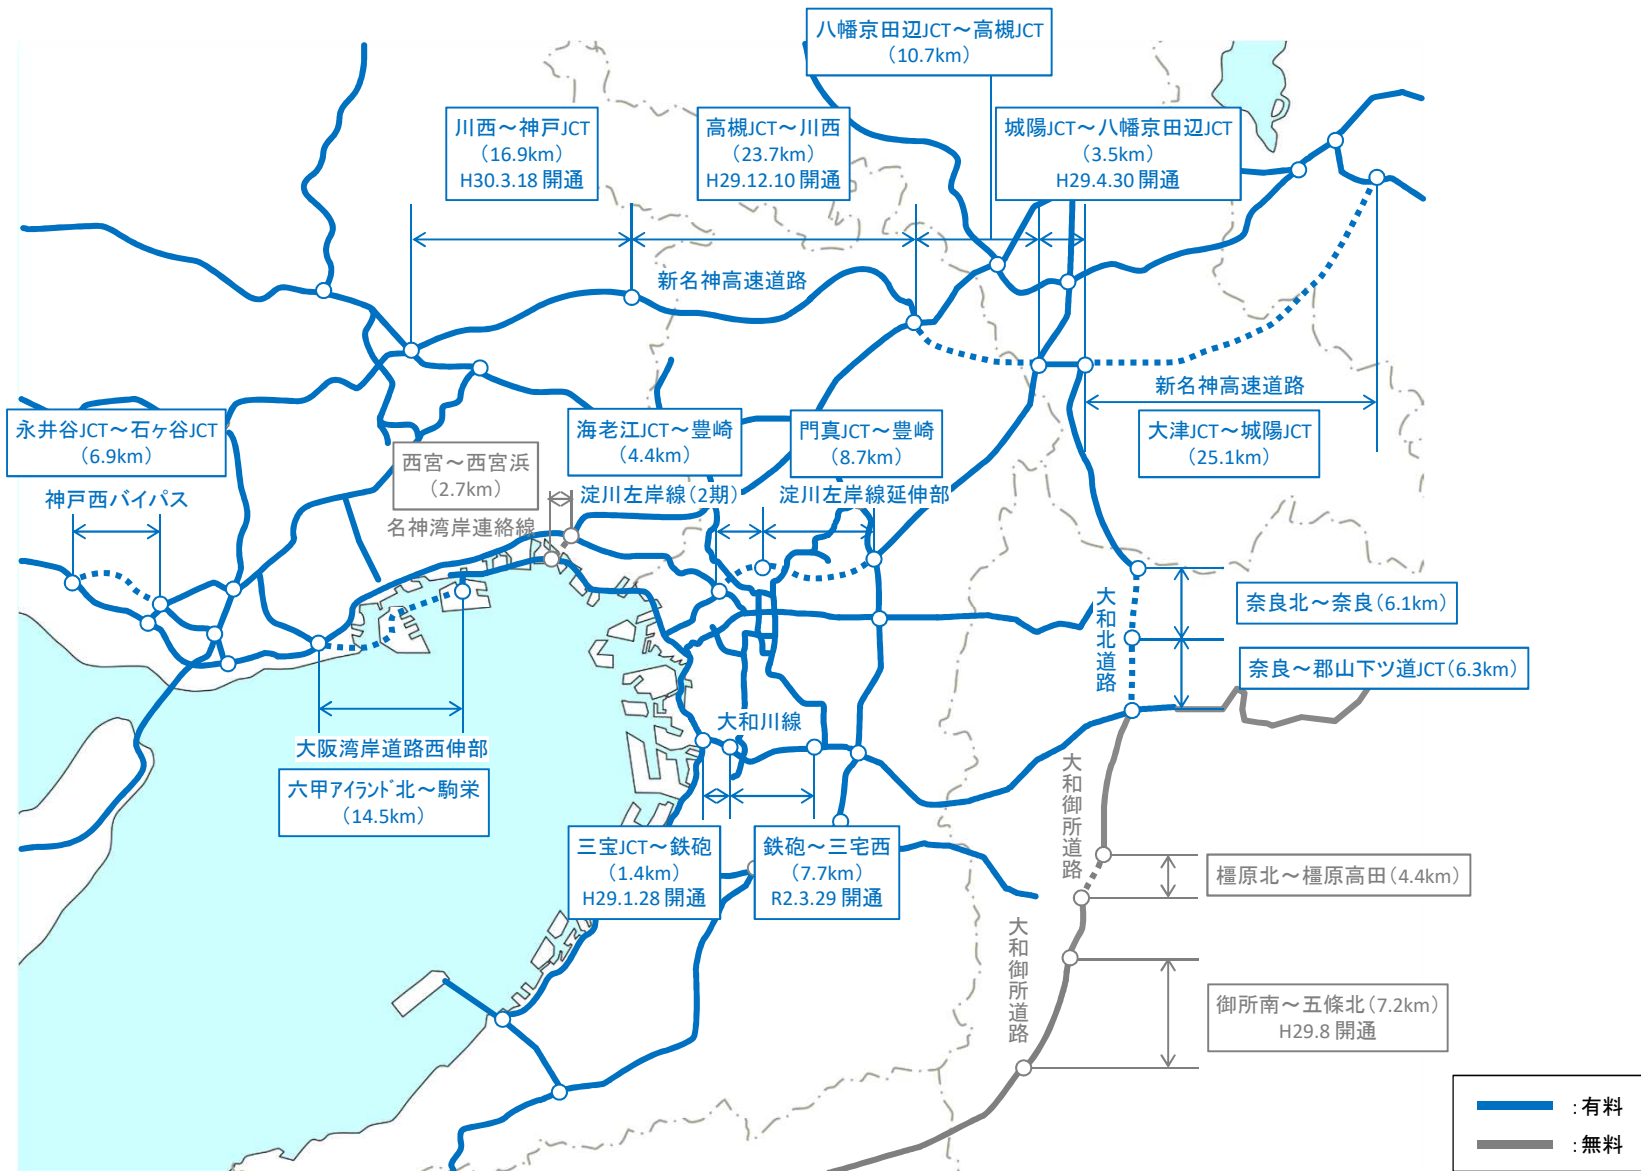 八幡京田辺JCT～高槻JCT
（10.7km）
川西～神戸JCT
（16.9km）
H30.3.18 開通
高槻JCT～川西
（23.7km）
H29.12.10 開通
城陽JCT～八幡京田辺JCT
（3.5km）
H29.4.30 開通
新名神高速道路
新名神高速道路
大津JCT～城陽JCT
（25.1km）
永井谷JCT～石ヶ谷JCT
（6.9km）
神戸西バイパス
西宮～西宮浜
（2.7km）
名神湾岸連絡線
海老江JCT～豊崎
（4.4km）
淀川左岸線（2期）
門真JCT～豊崎
（8.7km）
淀川左岸線延伸部
大和北道路
奈良北～奈良（6.1km）
奈良～郡山下ツ道JCT（6.3km）
大阪湾岸道路西伸部
六甲アイランド北～駒栄
（14.5km）
大和川線
三宝JCT～鉄砲
（1.4km）
H29.1.28 開通
鉄砲～三宅西
（7.7km）
R2.3.29 開通
大和御所道路
橿原北～橿原高田（4.4km）
大和御所道路
御所南～五條北（7.2km）
H29.8 開通
：有料
：無料